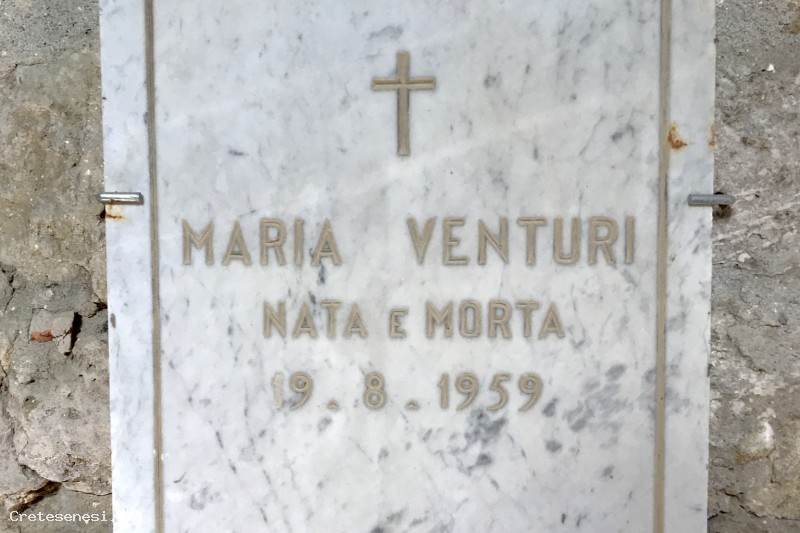 MARIA VENTURI
NATA E MORTA
19.8.1959
Cretesenesi.